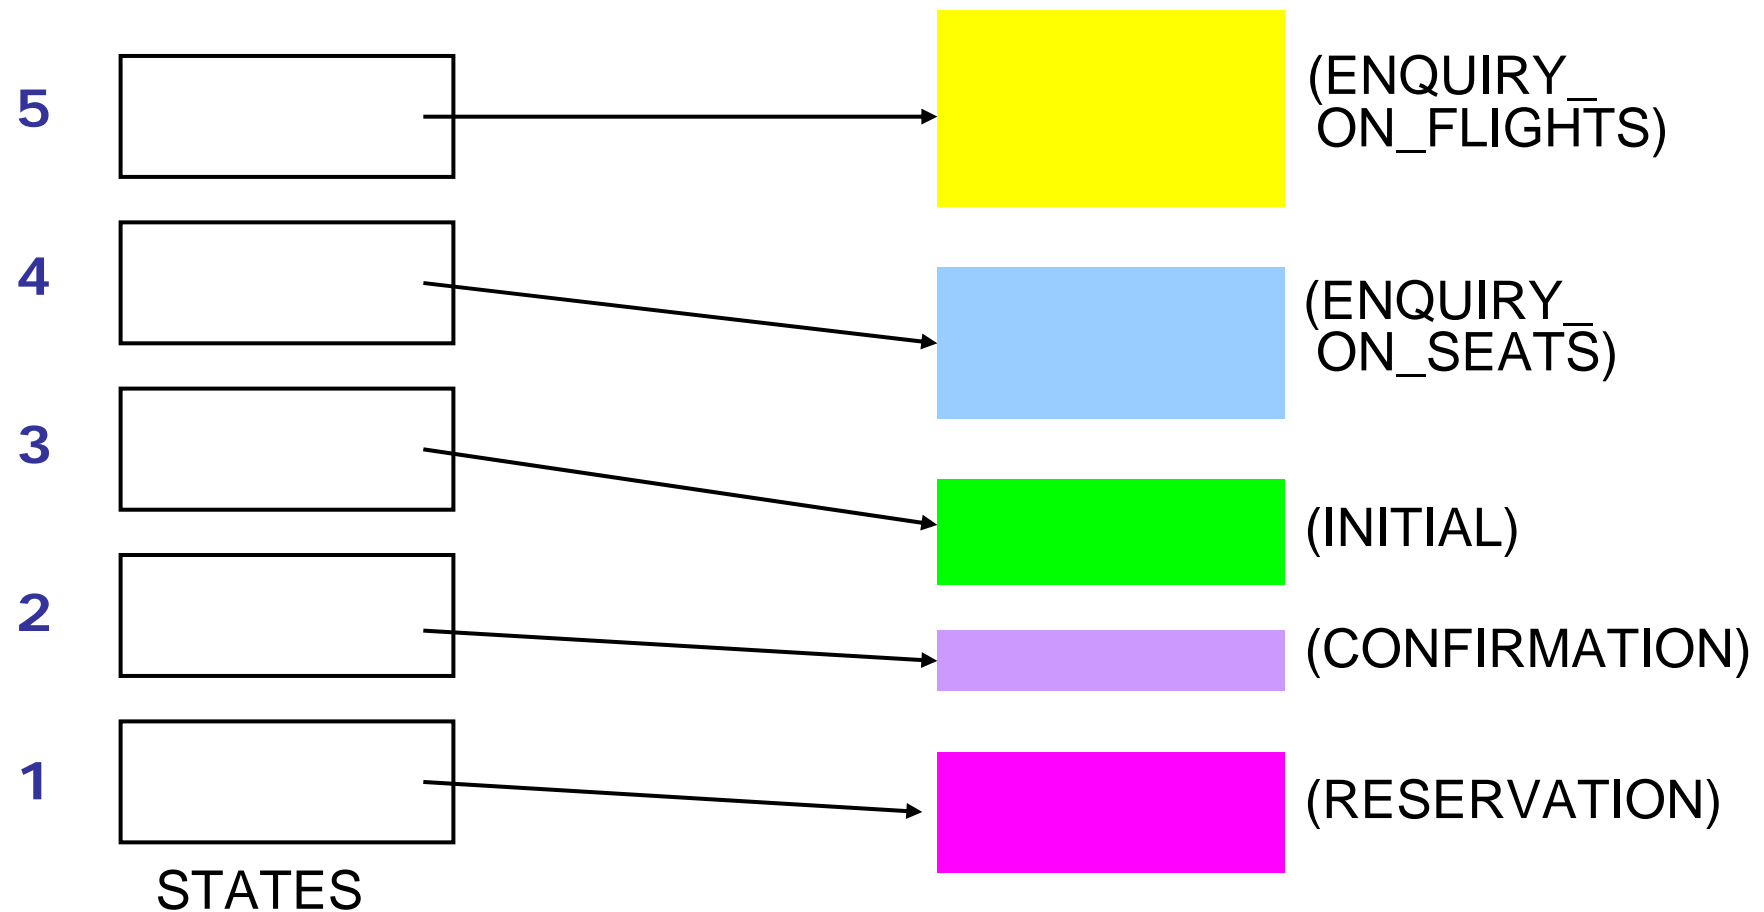 5
(ENQUIRY_
ON_FLIGHTS)
4
(ENQUIRY_
ON_SEATS)
3
(INITIAL)
2
(CONFIRMATION)
1
(RESERVATION)
STATES